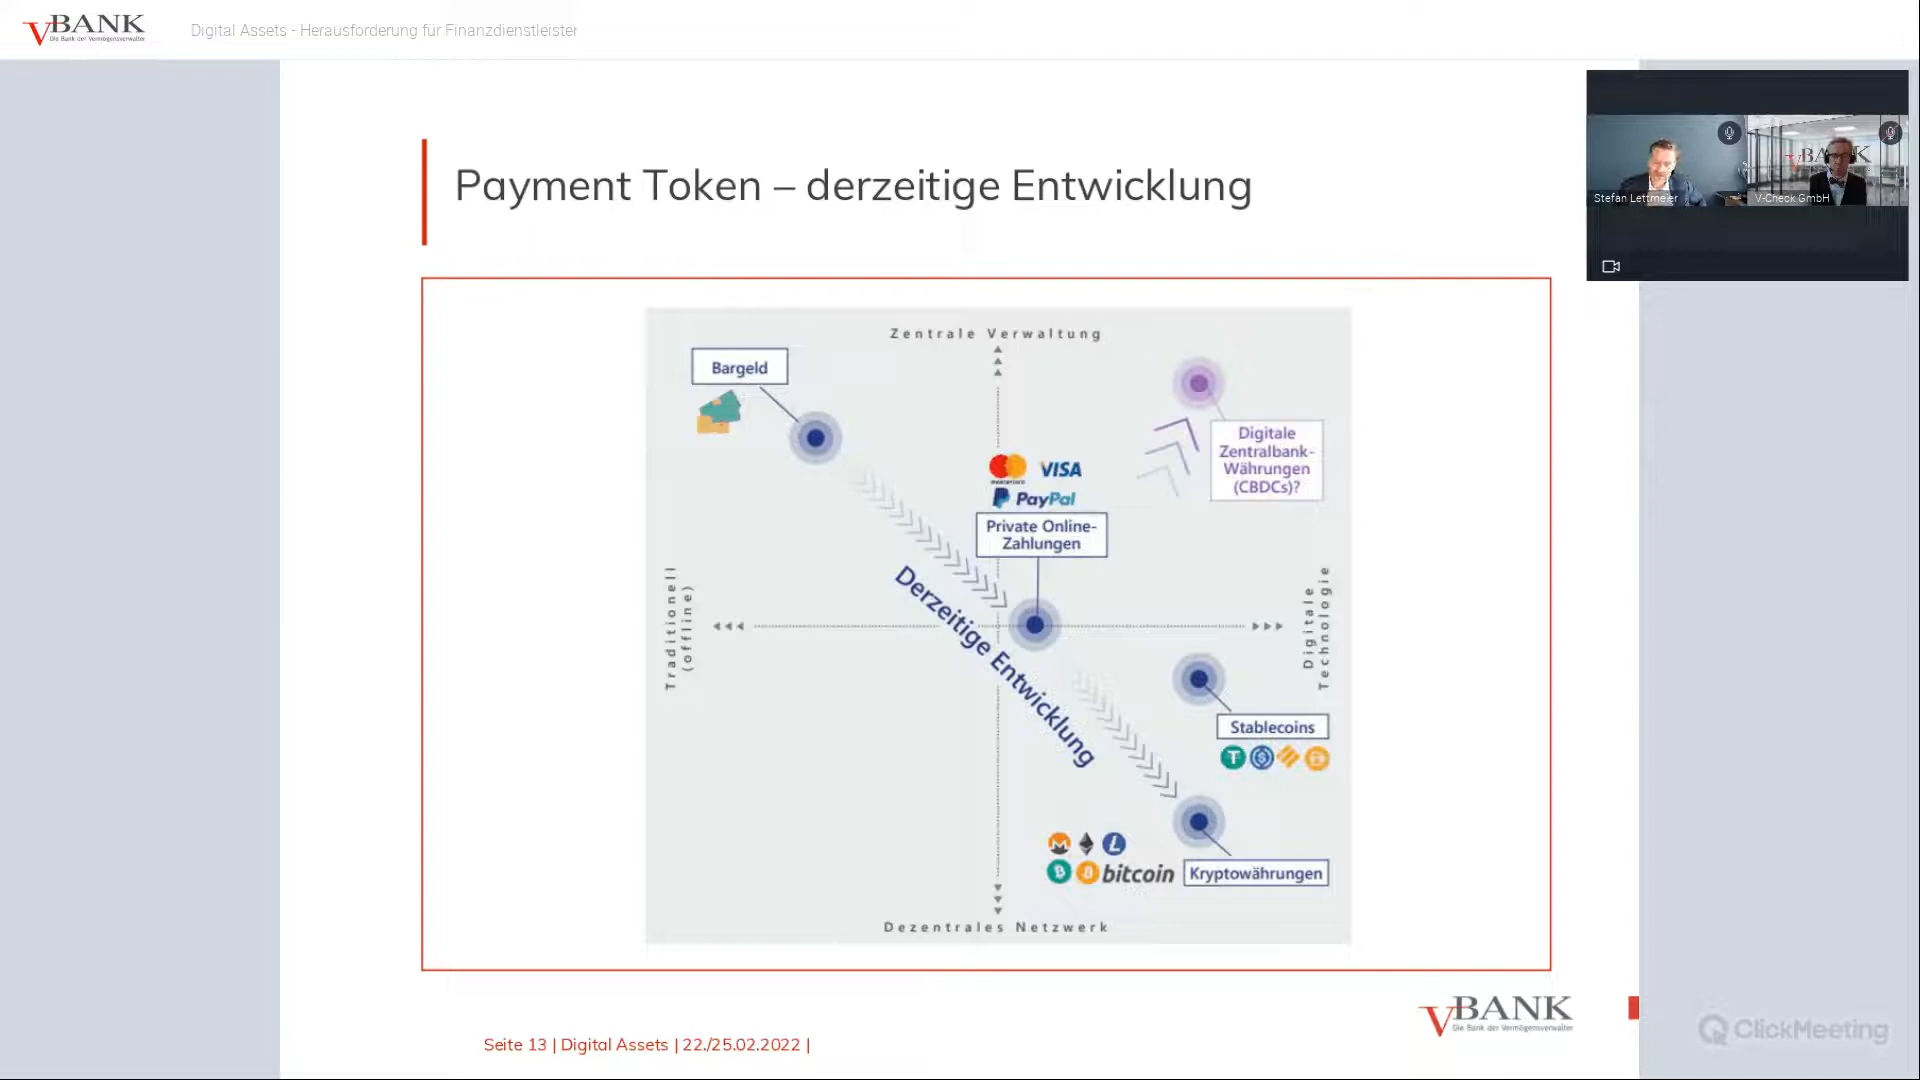 VBANK
Die Bank der Vermögensverwalter
Digital Assets - Herausforderung für Finanzdienstleister
Stefan Lettmeier
V-Check GmbH
VBANK
Payment Token – derzeitige Entwicklung
Zentrale Verwaltung
Bargeld
Digitale
Zentralbank-
Währungen
(CBDCs)?
mastercard
VISA
PayPal
Private Online-
Zahlungen
Traditionell
(offline)
Derzeitige Entwicklung
Digitale
Technologie
Stablecoins
bitcoin
Kryptowährungen
Dezentrales Netzwerk
VBANK
Die Bank der Vermögensverwalter
Seite 13 | Digital Assets | 22./25.02.2022 |
ClickMeeting